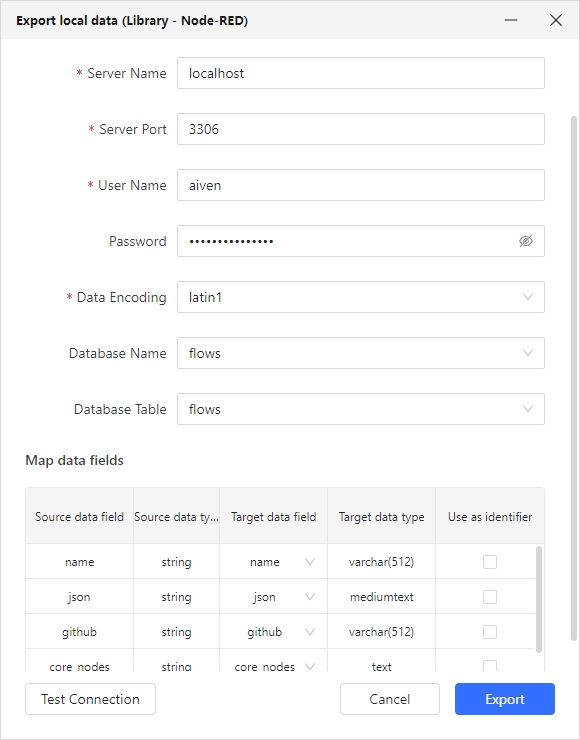 Export local data (Library - Node-RED)
* Server Name localhost
* Server Port 3306
* User Name aiven
Password •••••••••••••••
* Data Encoding latin1
Database Name flows
Database Table flows
Map data fields
Source data field Source data ty... Target data field Target data type Use as identifier
name string name varchar(512)
json string json mediumtext
github string github varchar(512)
core_nodes string core_nodes text
Test Connection Cancel Export